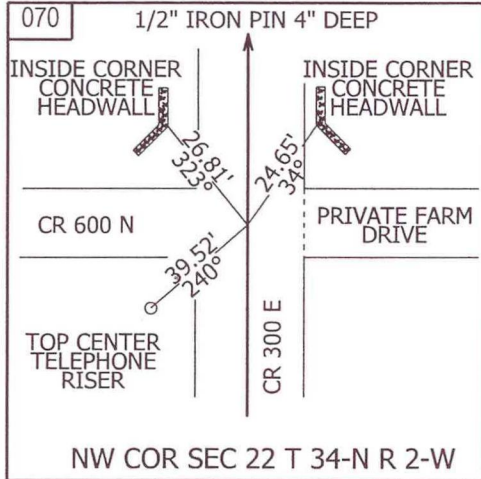 070
1/2" IRON PIN 4" DEEP
INSIDE CORNER
CONCRETE
HEADWALL
INSIDE CORNER
CONCRETE
HEADWALL
26.81'
323°
24.65'
34°
CR 600 N
PRIVATE FARM
DRIVE
39.52'
240°
TOP CENTER
TELEPHONE
RISER
CR 300 E
NW COR SEC 22 T 34-N R 2-W